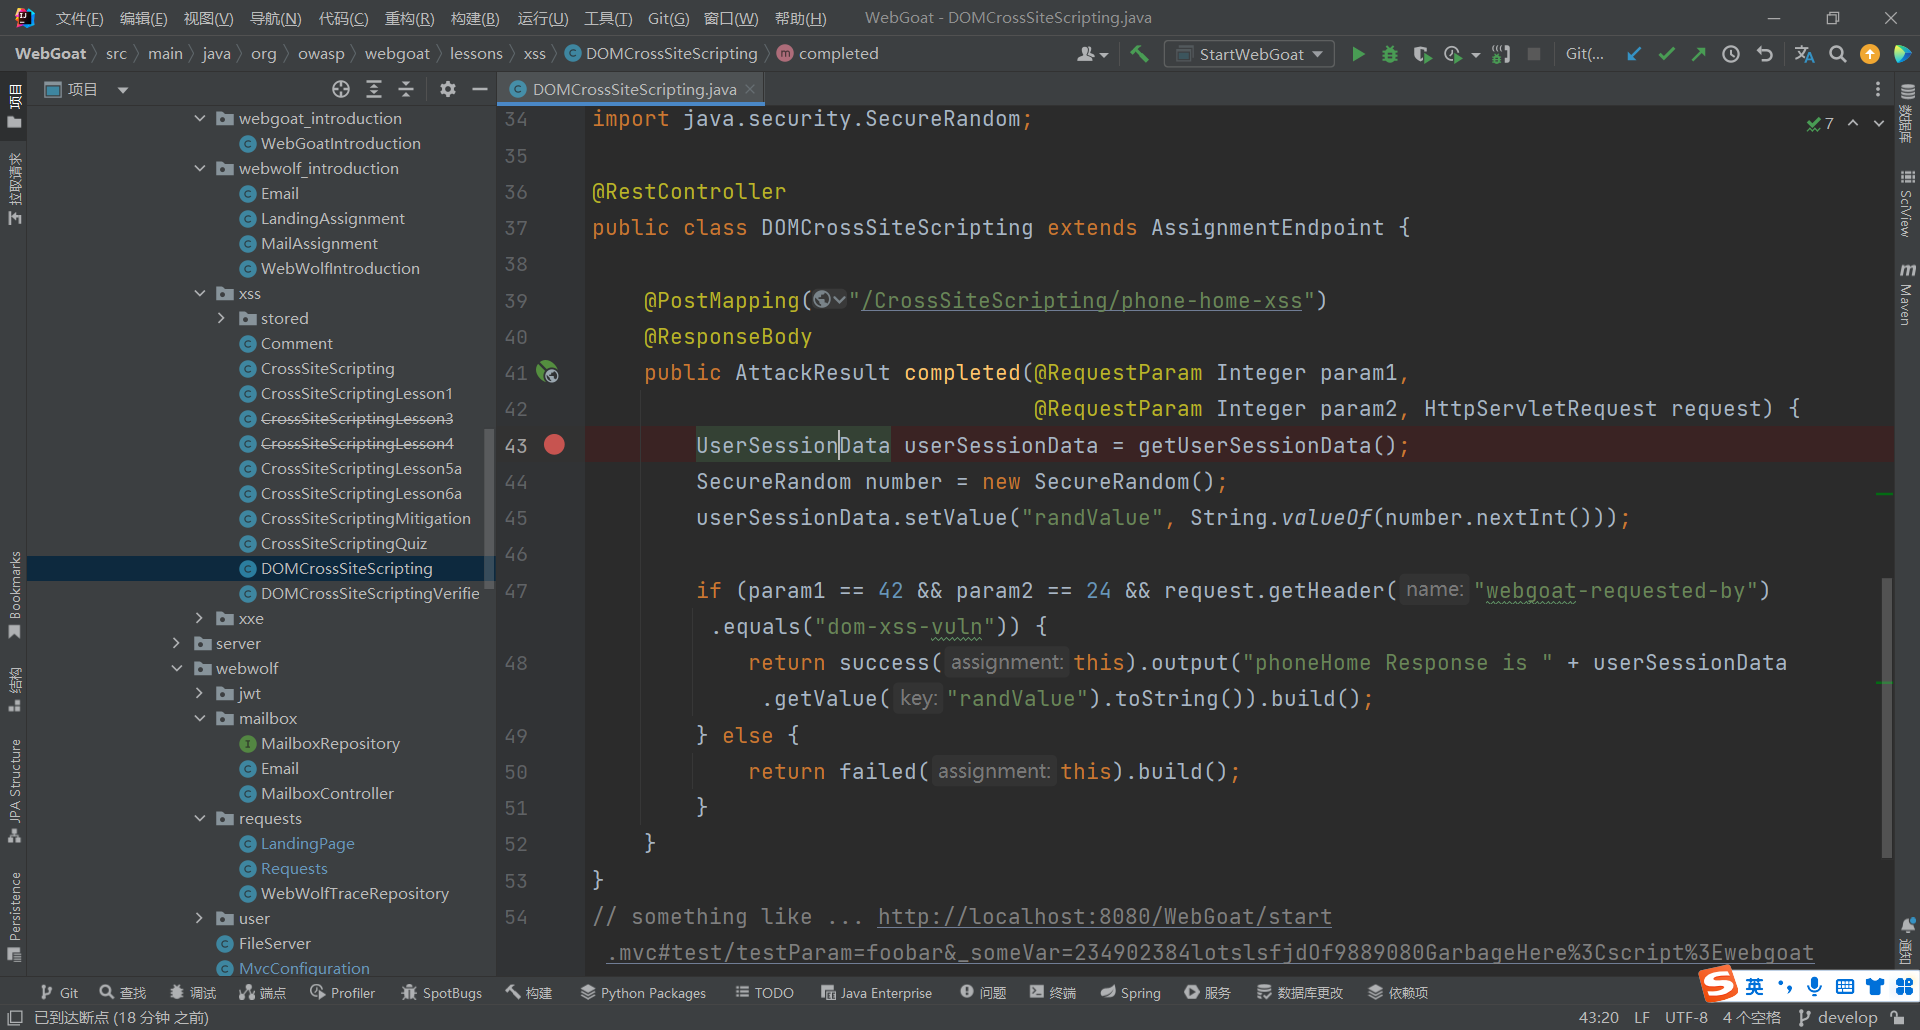 文件(F) 编辑(E) 视图(V) 导航(N) 代码(C) 重构(R) 构建(B) 运行(U) 工具(T) Git(G) 窗口(W) 帮助(H) WebGoat - DOMCrossSiteScripting.java
WebGoat src main java org owasp webgoat lessons xss DOMCrossSiteScripting completed StartWebGoat Git(...
项目
DOMCrossSiteScripting.java
项目
拉取请求
Bookmarks
结构
JPA Structure
Persistence
webgoat_introduction
WebGoatIntroduction
webwolf_introduction
Email
LandingAssignment
MailAssignment
WebWolfIntroduction
xss
stored
Comment
CrossSiteScripting
CrossSiteScriptingLesson1
CrossSiteScriptingLesson3
CrossSiteScriptingLesson4
CrossSiteScriptingLesson5a
CrossSiteScriptingLesson6a
CrossSiteScriptingMitigation
CrossSiteScriptingQuiz
DOMCrossSiteScripting
DOMCrossSiteScriptingVerifie
xxe
server
webwolf
jwt
mailbox
MailboxRepository
Email
MailboxController
requests
LandingPage
Requests
WebWolfTraceRepository
user
FileServer
MvcConfiguration
7
34 import java.security.SecureRandom;
35
36 @RestController
37 public class DOMCrossSiteScripting extends AssignmentEndpoint {
38
39 @PostMapping("/CrossSiteScripting/phone-home-xss")
40 @ResponseBody
41 public AttackResult completed(@RequestParam Integer param1,
42 @RequestParam Integer param2, HttpServletRequest request) {
43 UserSessionData userSessionData = getUserSessionData();
44 SecureRandom number = new SecureRandom();
45 userSessionData.setValue("randValue", String.valueOf(number.nextInt()));
46
47 if (param1 == 42 && param2 == 24 && request.getHeader( name: "webgoat-requested-by")
.equals("dom-xss-vuln")) {
48 return success( assignment: this).output("phoneHome Response is " + userSessionData
.getValue( key: "randValue").toString()).build();
49 } else {
50 return failed( assignment: this).build();
51 }
52 }
53 }
54 // something like ... http://localhost:8080/WebGoat/start
.mvc#test/testParam=foobar&_someVar=234902384lotslsfjdOf9889080GarbageHere%3Cscript%3Ewebgoat
数据库
SciView
m Maven
通知
Git 查找 调试 端点 Profiler SpotBugs 构建 Python Packages TODO Java Enterprise 问题 终端 Spring 服务 数据库更改 依赖项
S 英
已到达断点 (18 分钟 之前) 43:20 LF UTF-8 4 个空格 develop